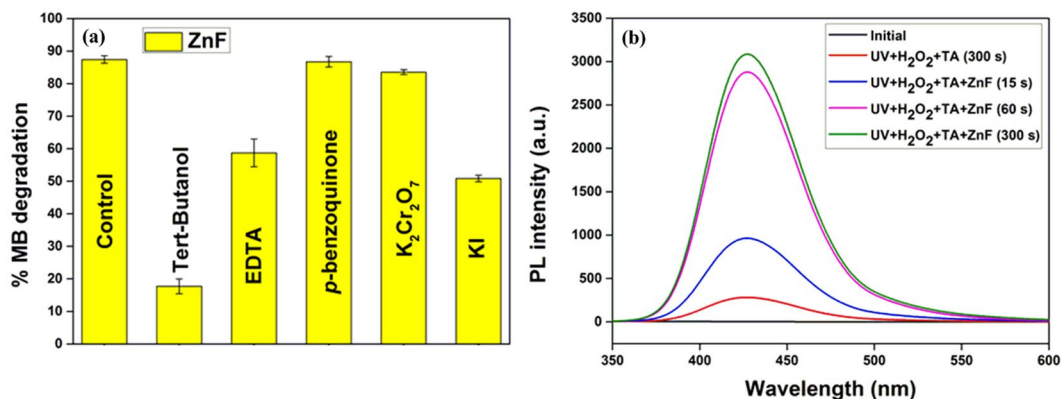 (a)
ZnF
% MB degradation
100
90
80
70
60
50
40
30
20
10
0
Control
Tert-Butanol
EDTA
p-benzoquinone
K₂Cr₂O₇
KI
(b)
PL intensity (a.u.)
3500
3000
2500
2000
1500
1000
500
0
Initial
UV+H₂O₂+TA (300 s)
UV+H₂O₂+TA+ZnF (15 s)
UV+H₂O₂+TA+ZnF (60 s)
UV+H₂O₂+TA+ZnF (300 s)
350 400 450 500 550 600
Wavelength (nm)